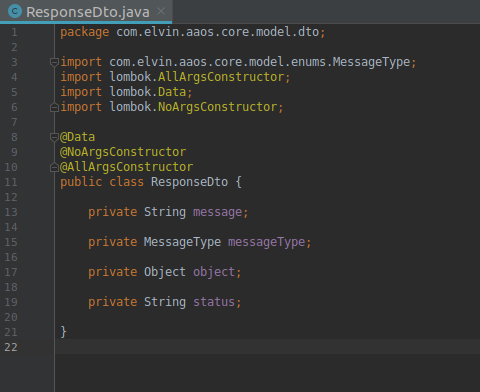 ResponseDto.java
1 package com.elvin.aaos.core.model.dto;
2
3 import com.elvin.aaos.core.model.enums.MessageType;
4 import lombok.AllArgsConstructor;
5 import lombok.Data;
6 import lombok.NoArgsConstructor;
7
8 @Data
9 @NoArgsConstructor
10 @AllArgsConstructor
11 public class ResponseDto {
12
13 private String message;
14
15 private MessageType messageType;
16
17 private Object object;
18
19 private String status;
20
21 }
22